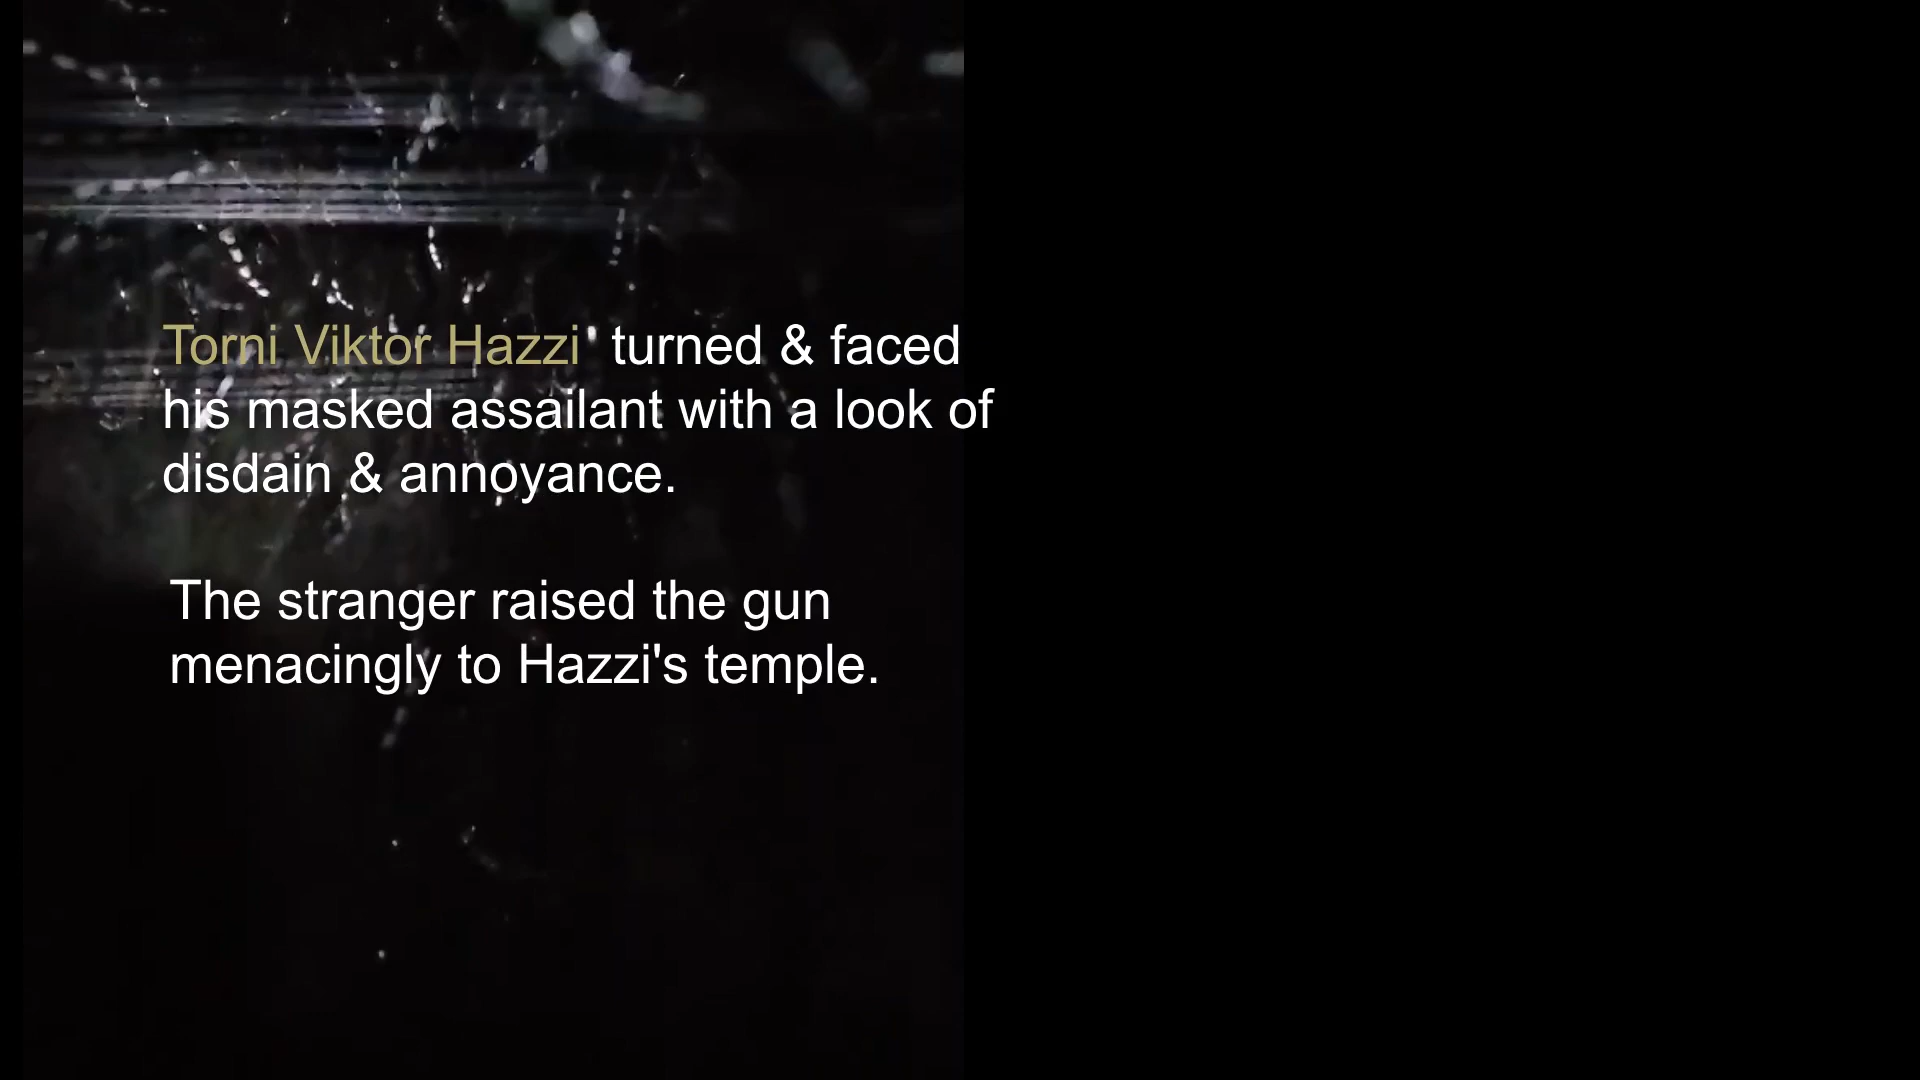 Torni Viktor Hazzi turned & faced
his masked assailant with a look of
disdain & annoyance.
The stranger raised the gun
menacingly to Hazzi's temple.